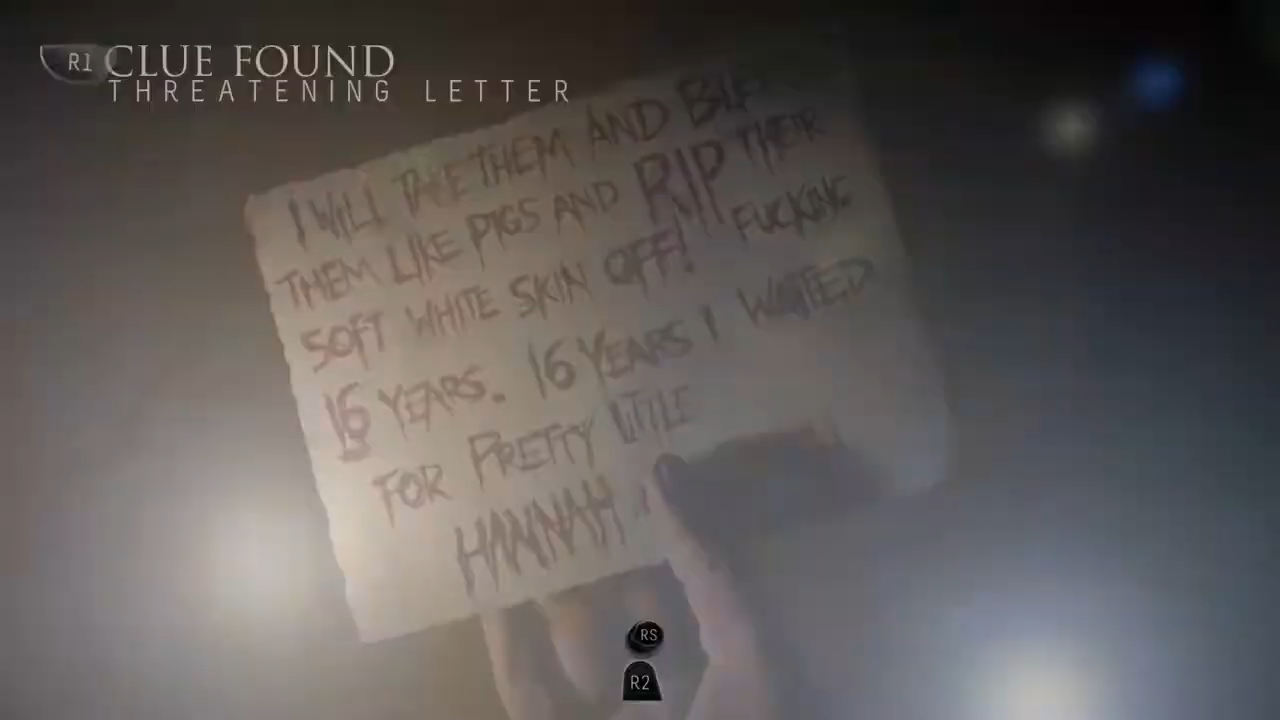 R1 CLUE FOUND
THREATENING LETTER
I WILL TAKE THEM AND
THEM LIKE PIGS AND RIP THEIR
SOFT WHITE SKIN OFF! FUCKING
16 YEARS. 16 YEARS I WAITED
FOR PRETTY LITTLE
HANNAH
RS
R2